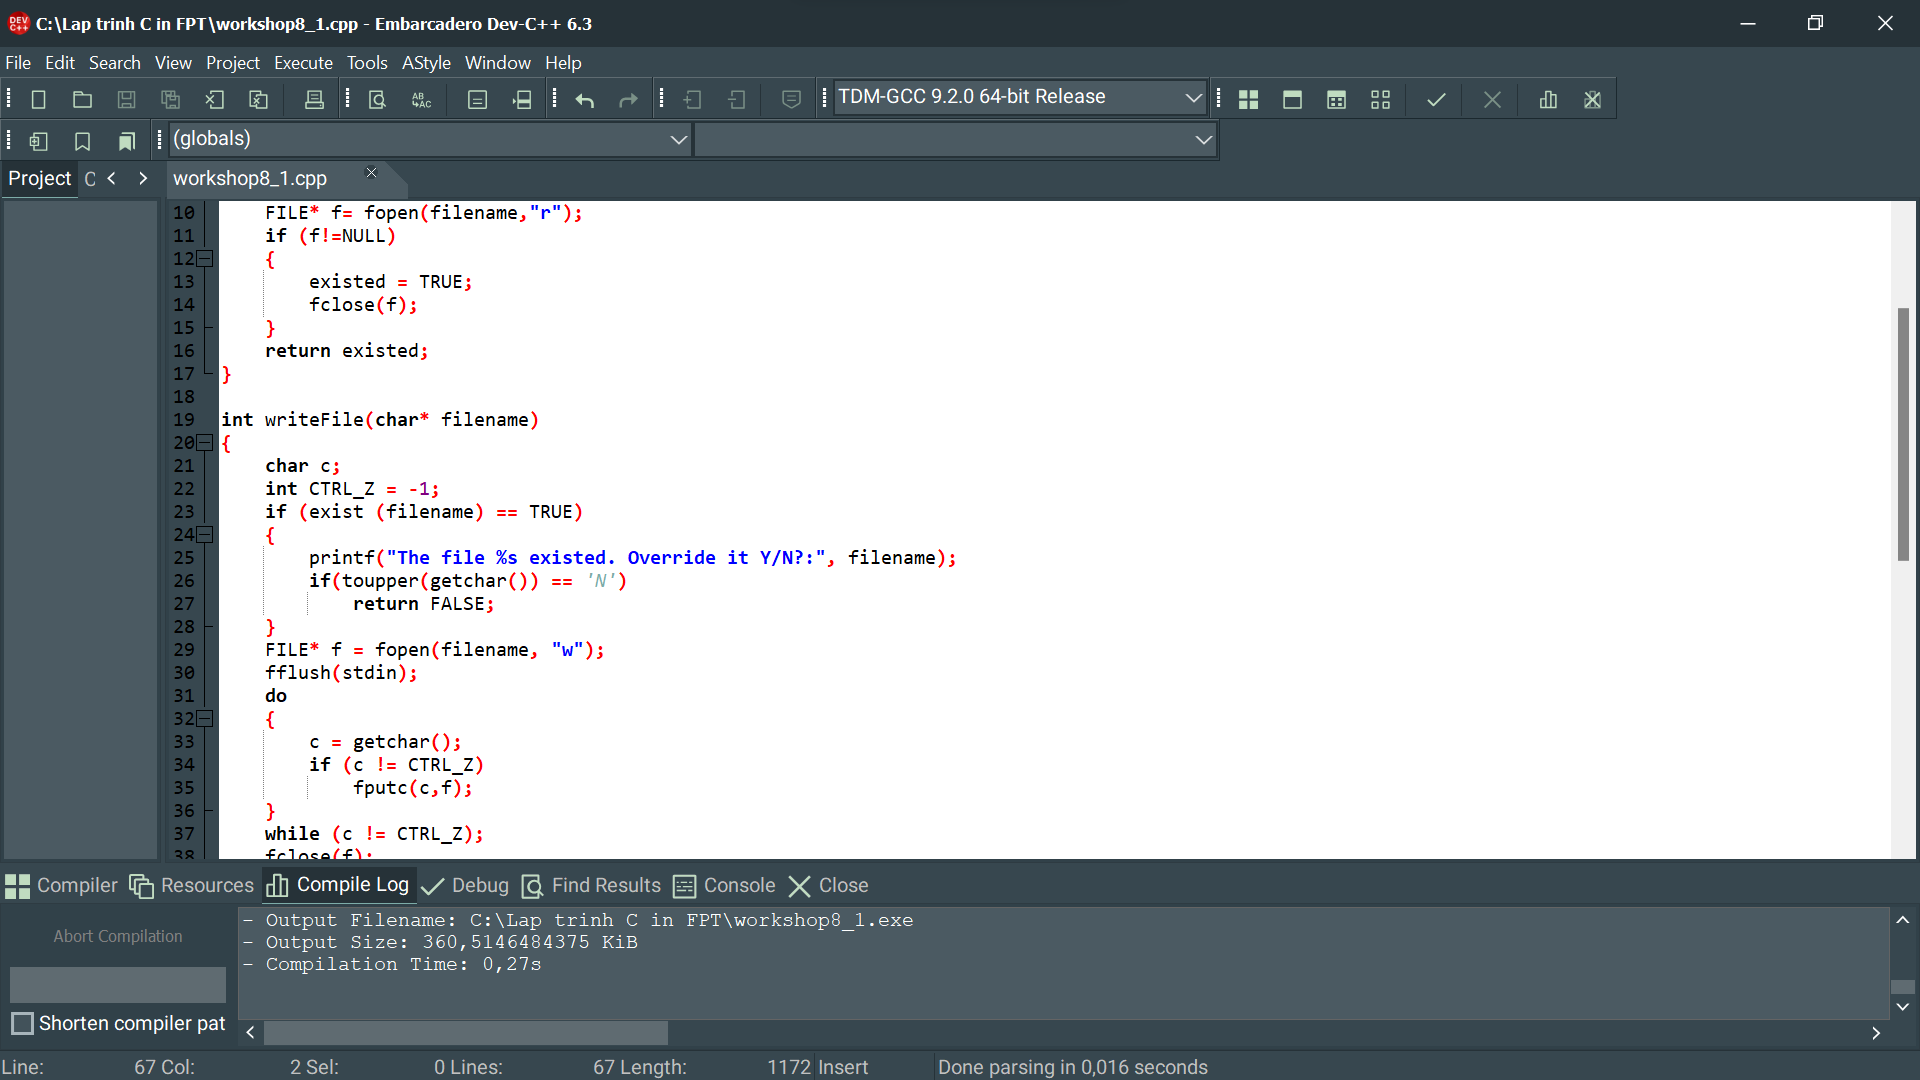 C:\Lap trinh C in FPT\workshop8_1.cpp - Embarcadero Dev-C++ 6.3
File Edit Search View Project Execute Tools AStyle Window Help
TDM-GCC 9.2.0 64-bit Release
(globals)
Project C workshop8_1.cpp
10 FILE* f= fopen(filename,"r");
11 if (f!=NULL)
12 {
13 existed = TRUE;
14 fclose(f);
15 }
16 return existed;
17 }
18
19 int writeFile(char* filename)
20 {
21 char c;
22 int CTRL_Z = -1;
23 if (exist (filename) == TRUE)
24 {
25 printf("The file %s existed. Override it Y/N?:", filename);
26 if(toupper(getchar()) == 'N')
27 return FALSE;
28 }
29 FILE* f = fopen(filename, "w");
30 fflush(stdin);
31 do
32 {
33 c = getchar();
34 if (c != CTRL_Z)
35 fputc(c,f);
36 }
37 while (c != CTRL_Z);
38 fclose(f);
Compiler Resources Compile Log Debug Find Results Console Close
Abort Compilation
Shorten compiler pat
- Output Filename: C:\Lap trinh C in FPT\workshop8_1.exe
- Output Size: 360,5146484375 KiB
- Compilation Time: 0,27s
Line: 67 Col: 2 Sel: 0 Lines: 67 Length: 1172 Insert Done parsing in 0,016 seconds